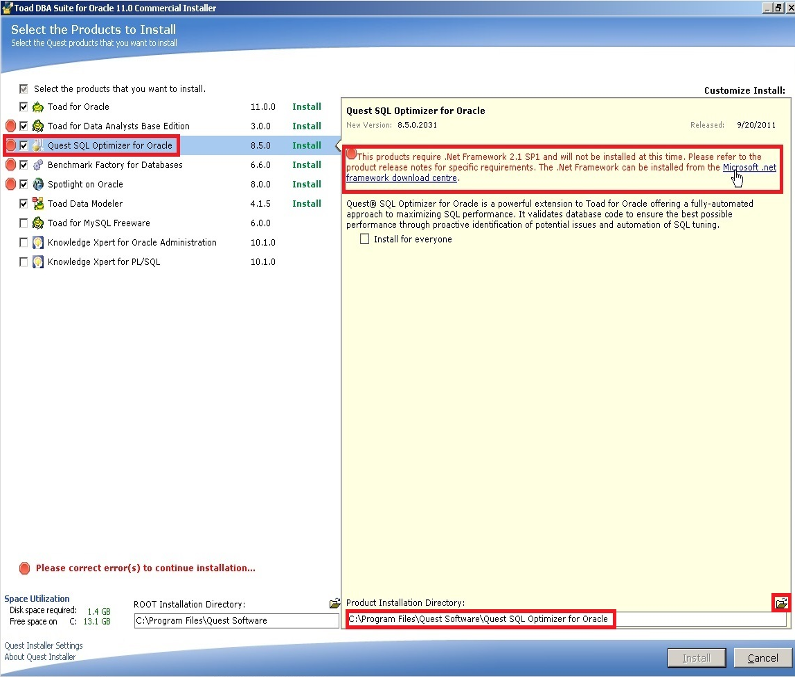 Toad DBA Suite for Oracle 11.0 Commercial Installer
Select the Products to Install
Select the Quest products that you want to install
Select the products that you want to install.
Customize Install:
Toad for Oracle 11.0.0 Install
Toad for Data Analysts Base Edition 3.0.0 Install
Quest SQL Optimizer for Oracle 8.5.0 Install
Benchmark Factory for Databases 6.6.0 Install
Spotlight on Oracle 8.0.0 Install
Toad Data Modeler 4.1.5 Install
Toad for MySQL Freeware 6.0.0
Knowledge Xpert for Oracle Administration 10.1.0
Knowledge Xpert for PL/SQL 10.1.0
Quest SQL Optimizer for Oracle
New Version: 8.5.0.2031 Released: 9/20/2011
This products require .Net Framework 2.1 SP1 and will not be installed at this time. Please refer to the
product release notes for specific requirements. The .Net Framework can be installed from the Microsoft .net
framework download centre.
Quest® SQL Optimizer for Oracle is a powerful extension to Toad for Oracle offering a fully-automated
approach to maximizing SQL performance. It validates database code to ensure the best possible
performance through proactive identification of potential issues and automation of SQL tuning.
Install for everyone
Please correct error(s) to continue installation...
Space Utilization
Disk space required: 1.4 GB
Free space on C: 13.1 GB
ROOT Installation Directory:
C:\Program Files\Quest Software
Product Installation Directory:
C:\Program Files\Quest Software\Quest SQL Optimizer for Oracle
Quest Installer Settings
About Quest Installer
Install
Cancel